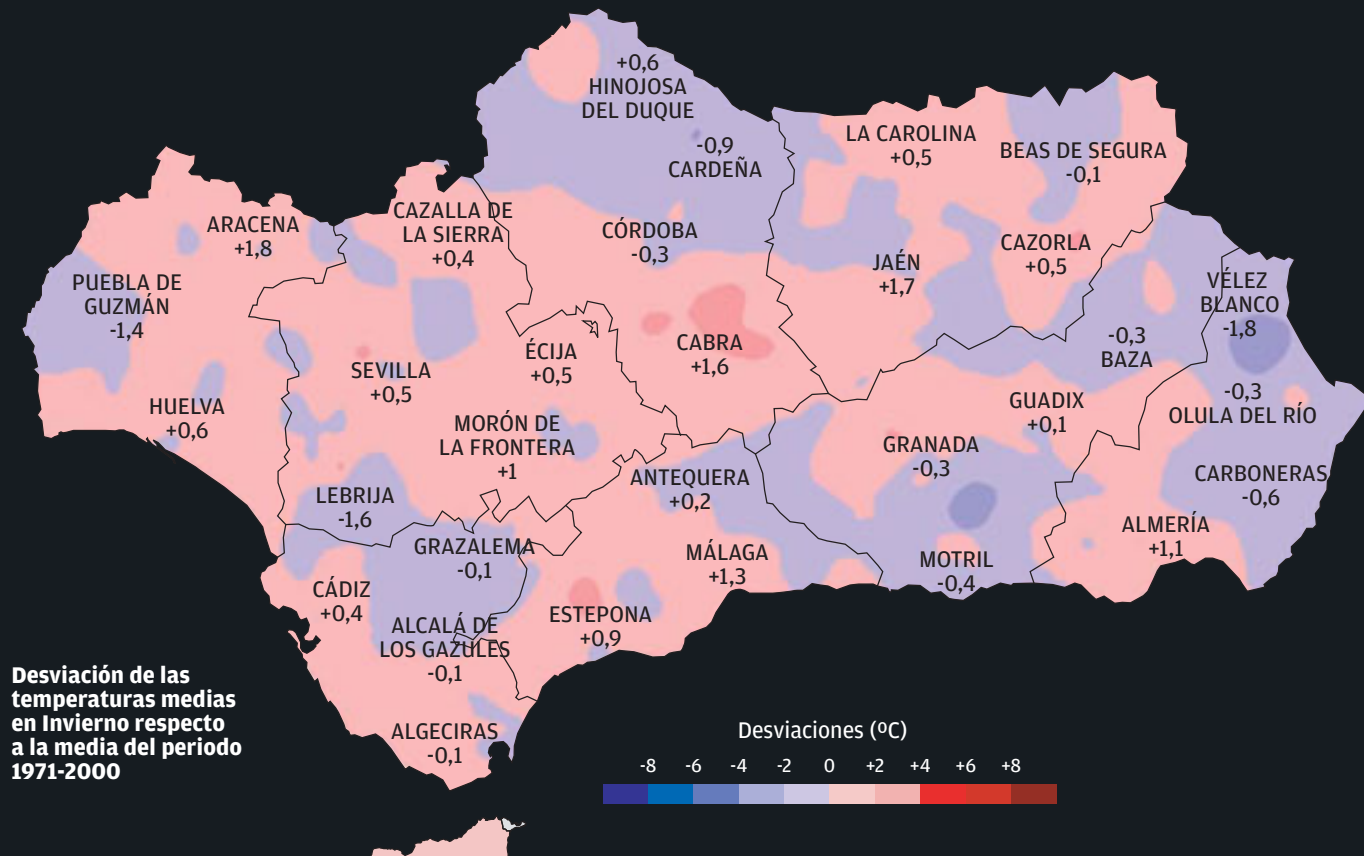 +0,6
HINOJOSA
DEL DUQUE
-0,9
CARDEÑA
LA CAROLINA
+0,5
BEAS DE SEGURA
-0,1
ARACENA
+1,8
CAZALLA DE
LA SIERRA
+0,4
CÓRDOBA
-0,3
JAÉN
+1,7
CAZORLA
+0,5
PUEBLA DE
GUZMÁN
-1,4
VÉLEZ
BLANCO
-1,8
SEVILLA
+0,5
ÉCIJA
+0,5
CABRA
+1,6
-0,3
BAZA
HUELVA
+0,6
MORÓN DE
LA FRONTERA
+1
GRANADA
-0,3
GUADIX
+0,1
-0,3
OLULA DEL RÍO
LEBRIJA
-1,6
ANTEQUERA
+0,2
CARBONERAS
-0,6
GRAZALEMA
-0,1
MÁLAGA
+1,3
MOTRIL
-0,4
ALMERÍA
+1,1
CÁDIZ
+0,4
ALCALÁ DE
LOS GAZULES
-0,1
ESTEPONA
+0,9
ALGECIRAS
-0,1
Desviación de las
temperaturas medias
en Invierno respecto
a la media del periodo
1971-2000
Desviaciones (ºC)
-8 -6 -4 -2 0 +2 +4 +6 +8